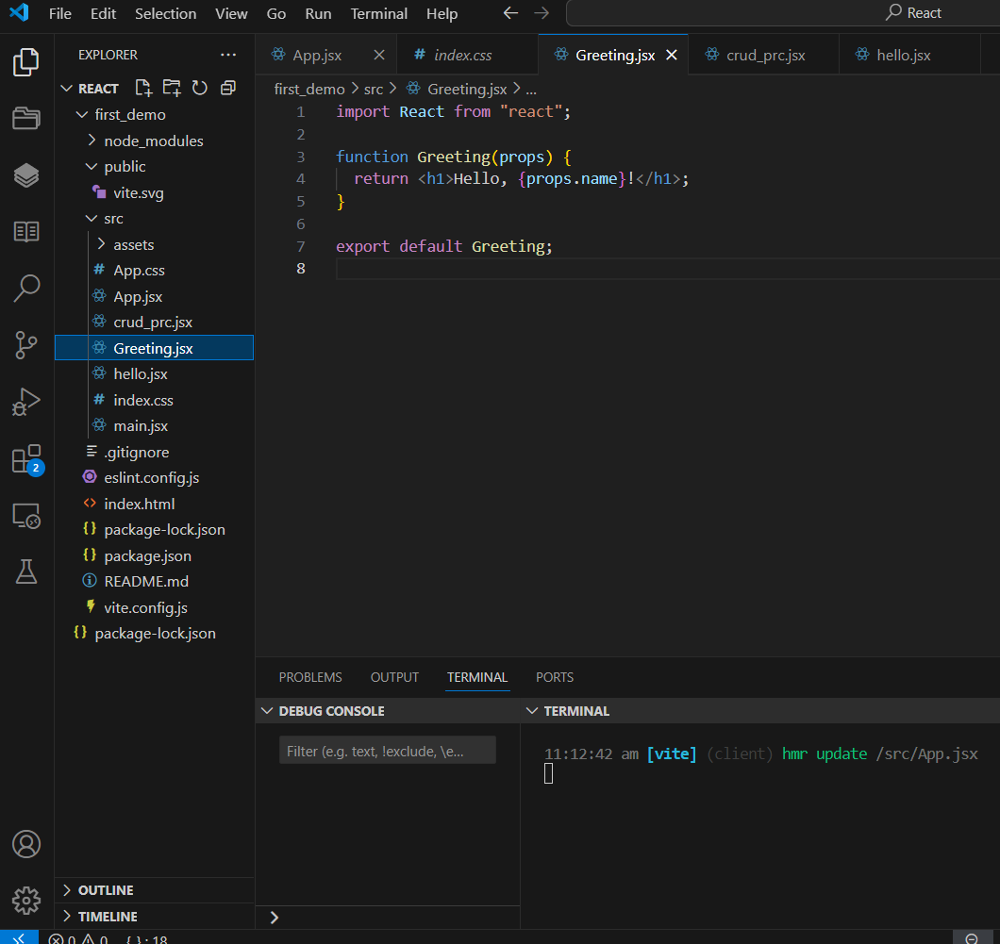 File Edit Selection View Go Run Terminal Help React
EXPLORER
REACT
first_demo
node_modules
public
vite.svg
src
assets
App.css
App.jsx
crud_prc.jsx
Greeting.jsx
hello.jsx
index.css
main.jsx
.gitignore
eslint.config.js
index.html
package-lock.json
package.json
README.md
vite.config.js
package-lock.json
OUTLINE
TIMELINE
2
App.jsx index.css Greeting.jsx crud_prc.jsx hello.jsx
first_demo > src > Greeting.jsx > ...
1 import React from "react";
2
3 function Greeting(props) {
4 return <h1>Hello, {props.name}!</h1>;
5 }
6
7 export default Greeting;
8
PROBLEMS OUTPUT TERMINAL PORTS
DEBUG CONSOLE
Filter (e.g. text, !exclude, \e...
TERMINAL
11:12:42 am [vite] (client) hmr update /src/App.jsx
0 0 { } : 18